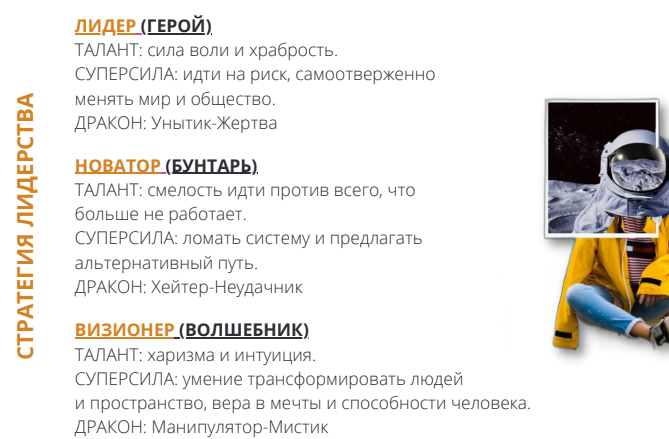 СТРАТЕГИЯ ЛИДЕРСТВА
ЛИДЕР (ГЕРОЙ)
ТАЛАНТ: сила воли и храбрость.
СУПЕРСИЛА: идти на риск, самоотверженно
менять мир и общество.
ДРАКОН: Унытик-Жертва
НОВАТОР (БУНТАРЬ)
ТАЛАНТ: смелость идти против всего, что
больше не работает.
СУПЕРСИЛА: ломать систему и предлагать
альтернативный путь.
ДРАКОН: Хейтер-Неудачник
ВИЗИОНЕР (ВОЛШЕБНИК)
ТАЛАНТ: харизма и интуиция.
СУПЕРСИЛА: умение трансформировать людей
и пространство, вера в мечты и способности человека.
ДРАКОН: Манипулятор-Мистик